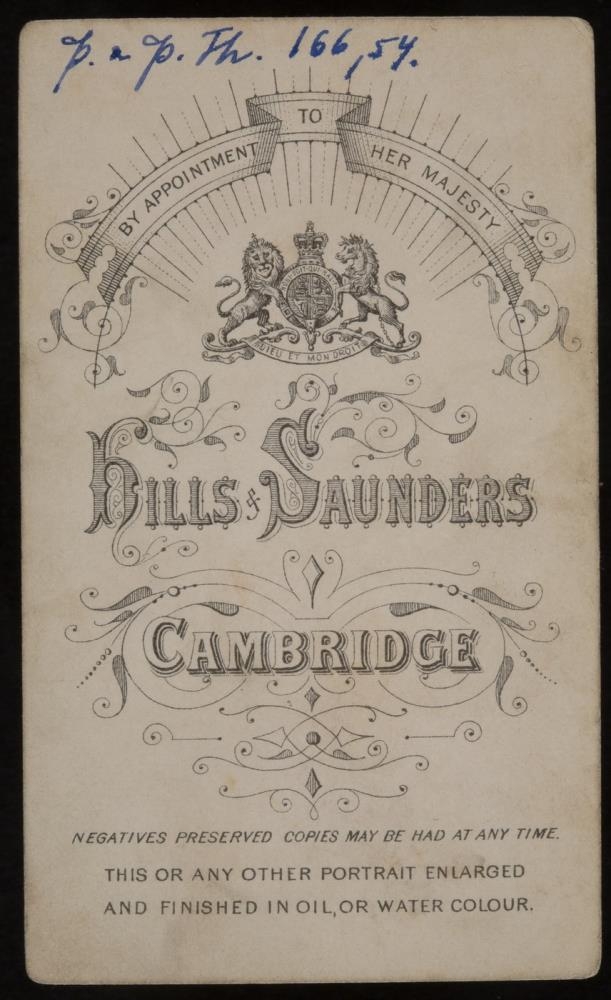 p. a p. Th. 166,54.
BY APPOINTMENT TO HER MAJESTY
DIEU ET MON DROIT
HILLS & SAUNDERS
CAMBRIDGE
NEGATIVES PRESERVED COPIES MAY BE HAD AT ANY TIME.
THIS OR ANY OTHER PORTRAIT ENLARGED
AND FINISHED IN OIL, OR WATER COLOUR.